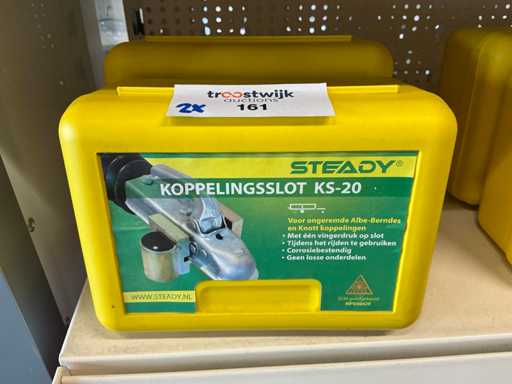 troostwijk
2x auctions
161
STEADY®
KOPPELINGSSLOT KS-20
Voor ongeremde Albe-Berndes
en Knott koppelingen
• Met één vingerdruk op slot
• Tijdens het rijden te gebruiken
• Corrosiebestendig
• Geen losse onderdelen
WWW.STEADY.NL